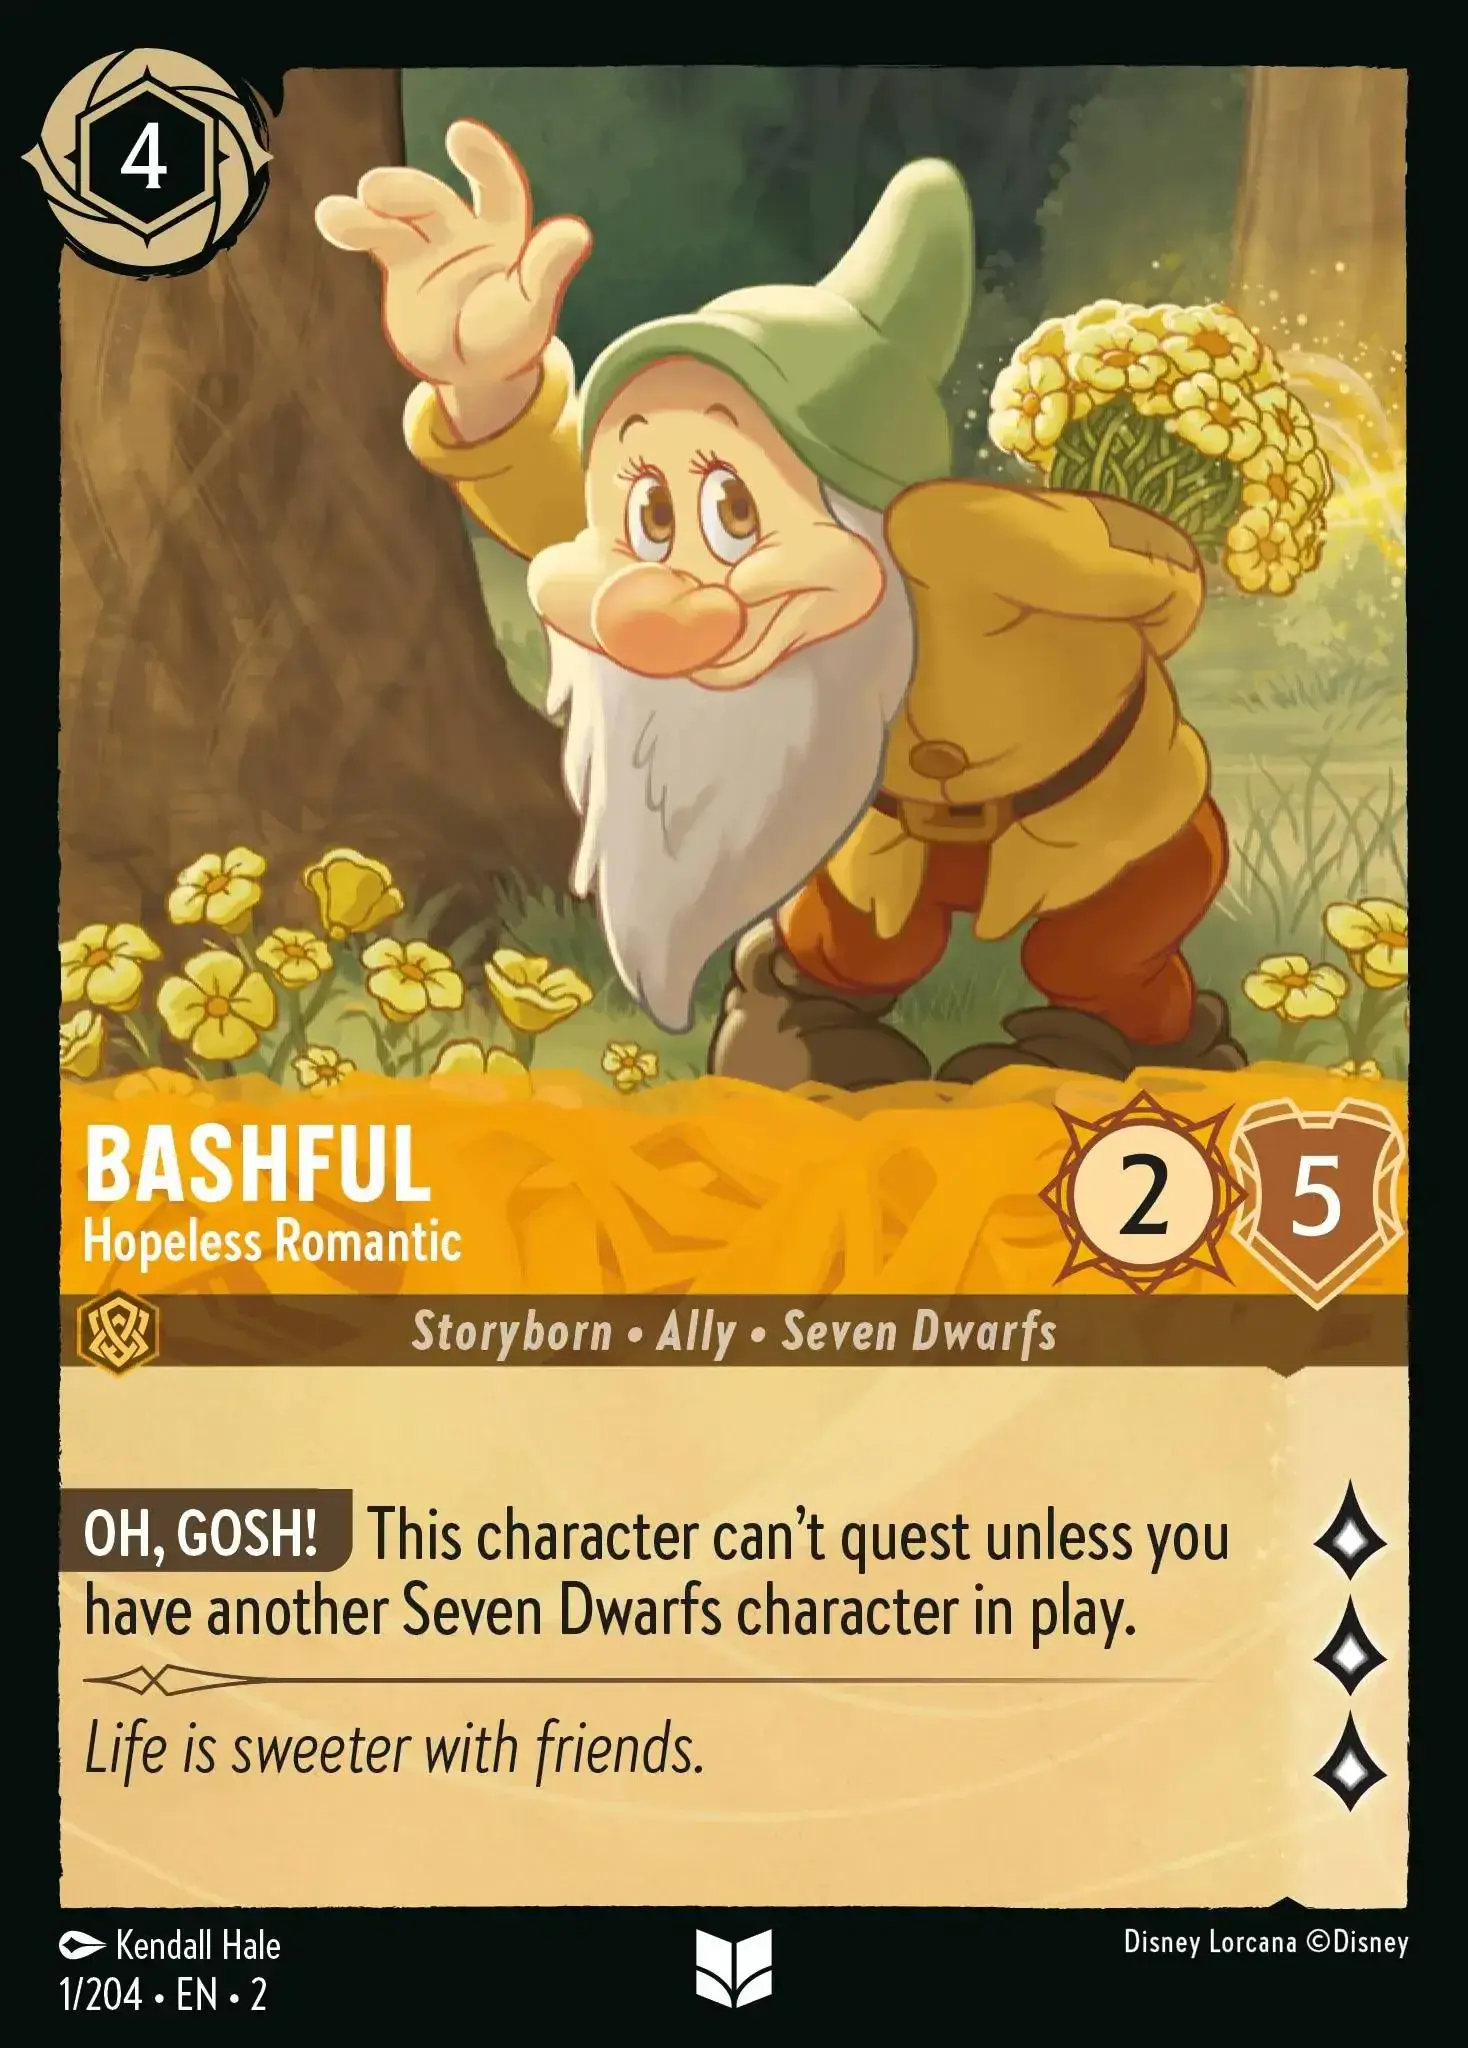 4
BASHFUL
Hopeless Romantic
2
5
Storyborn • Ally • Seven Dwarfs
OH, GOSH! This character can't quest unless you
have another Seven Dwarfs character in play.
Life is sweeter with friends.
Kendall Hale
Disney Lorcana ©Disney
1/204 • EN • 2